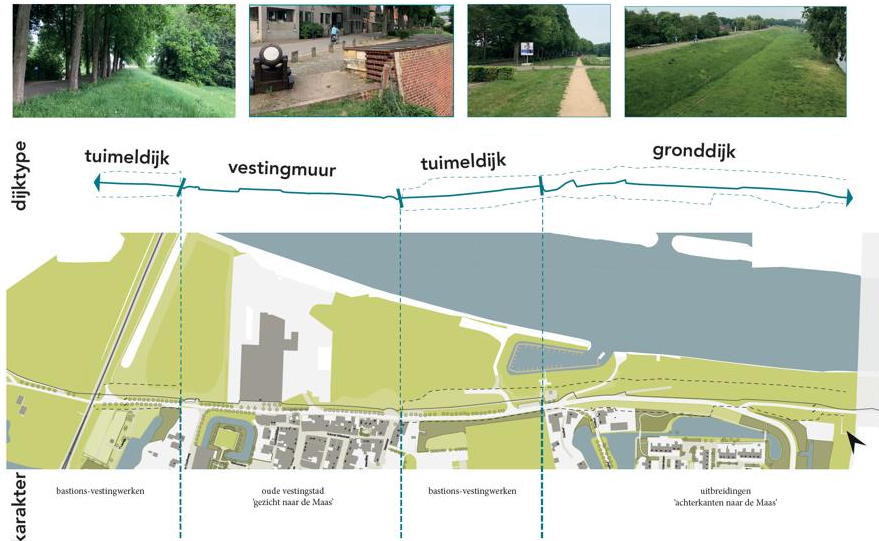 dijktype
tuimeldijk
vestingmuur
tuimeldijk
gronddijk
karakter
bastions-vestingwerken
oude vestingstad
'gezicht naar de Maas'
bastions-vestingwerken
uitbreidingen
'achterkanten naar de Maas'